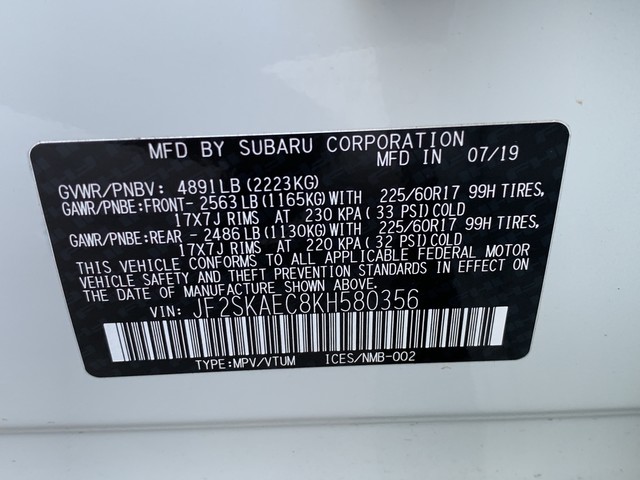 MFD BY SUBARU CORPORATION
MFD IN 07/19
GVWR/PNBV: 4891LB (2223KG)
GAWR/PNBE:FRONT- 2563LB(1165KG)WITH 225/60R17 99H TIRES,
17X7J RIMS AT 230 KPA (33 PSI)COLD
GAWR/PNBE:REAR -2486LB(1130KG)WITH 225/60R17 99H TIRES,
17X7J RIMS AT 220 KPA (32 PSI)COLD
THIS VEHICLE CONFORMS TO ALL APPLICABLE FEDERAL MOTOR
VEHICLE SAFETY AND THEFT PREVENTION STANDARDS IN EFFECT ON
THE DATE OF MANUFACTURE SHOWN ABOVE.
VIN: JF2SKAEC8KH580356
TYPE:MPV/VTUM ICES/NMB-002